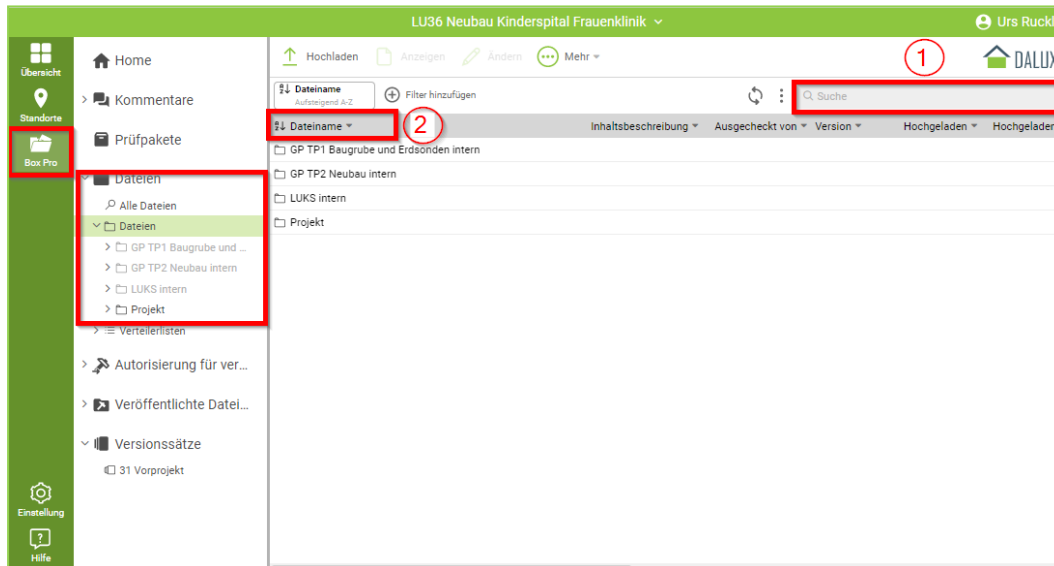 LU36 Neubau Kinderspital Frauenklinik
Urs Ruckl
Übersicht
Standorte
Box Pro
Einstellung
Hilfe
Home
Kommentare
Prüfpakete
Dateien
Alle Dateien
Dateien
GP TP1 Baugrube und ...
GP TP2 Neubau intern
LUKS intern
Projekt
Verteilerlisten
Autorisierung für ver...
Veröffentlichte Datei...
Versionssätze
31 Vorprojekt
Hochladen Anzeigen Ändern Mehr
1
DALUX
Dateiname
Aufsteigend A-Z
Filter hinzufügen
Suche
Dateiname
2
Inhaltsbeschreibung Ausgecheckt von Version Hochgeladen Hochgeladen
GP TP1 Baugrube und Erdsonden intern
GP TP2 Neubau intern
LUKS intern
Projekt